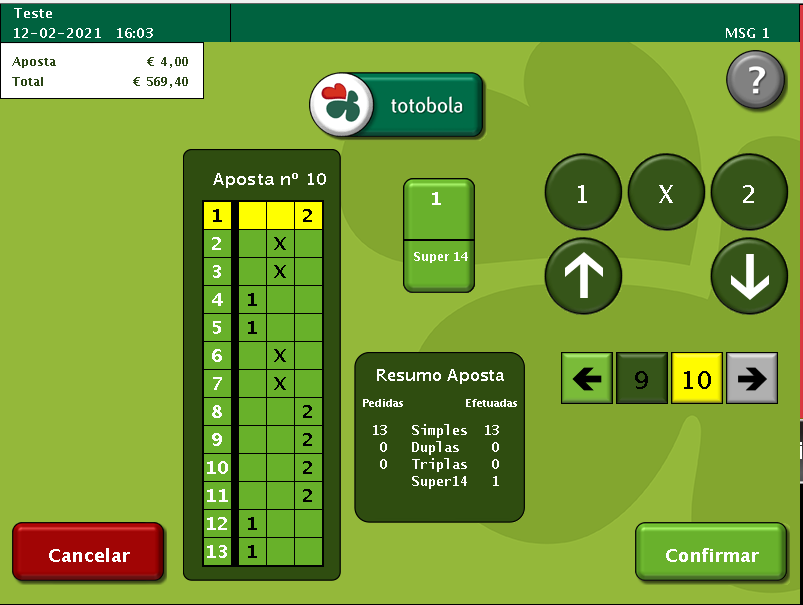 Teste
12-02-2021 16:03
MSG 1
Aposta € 4,00
Total € 569,40
totobola
?
Aposta nº 10
1 2
2 X
3 X
4 1
5 1
6 X
7 X
8 2
9 2
10 2
11 2
12 1
13 1
1
Super 14
1 X 2
9 10
Resumo Aposta
Pedidas Efetuadas
13 Simples 13
0 Duplas 0
0 Triplas 0
Super14 1
Cancelar
Confirmar